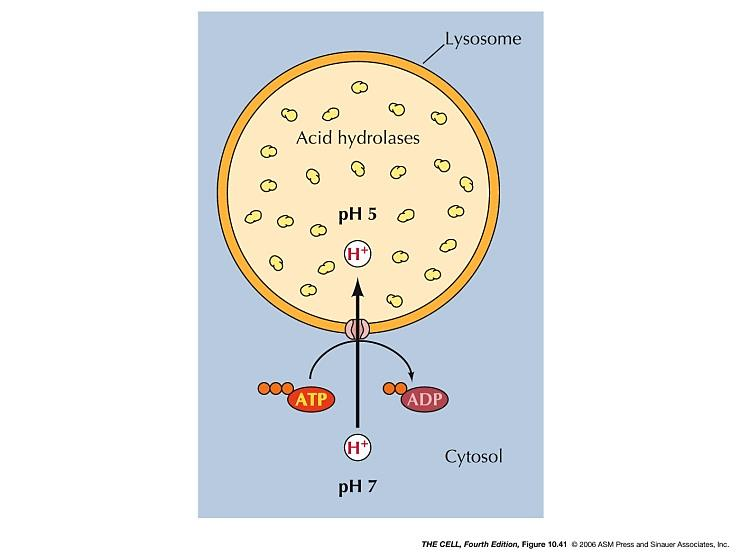 Lysosome
Acid hydrolases
pH 5
H+
ATP
ADP
H+
Cytosol
pH 7
THE CELL, Fourth Edition, Figure 10.41 © 2006 ASM Press and Sinauer Associates, Inc.